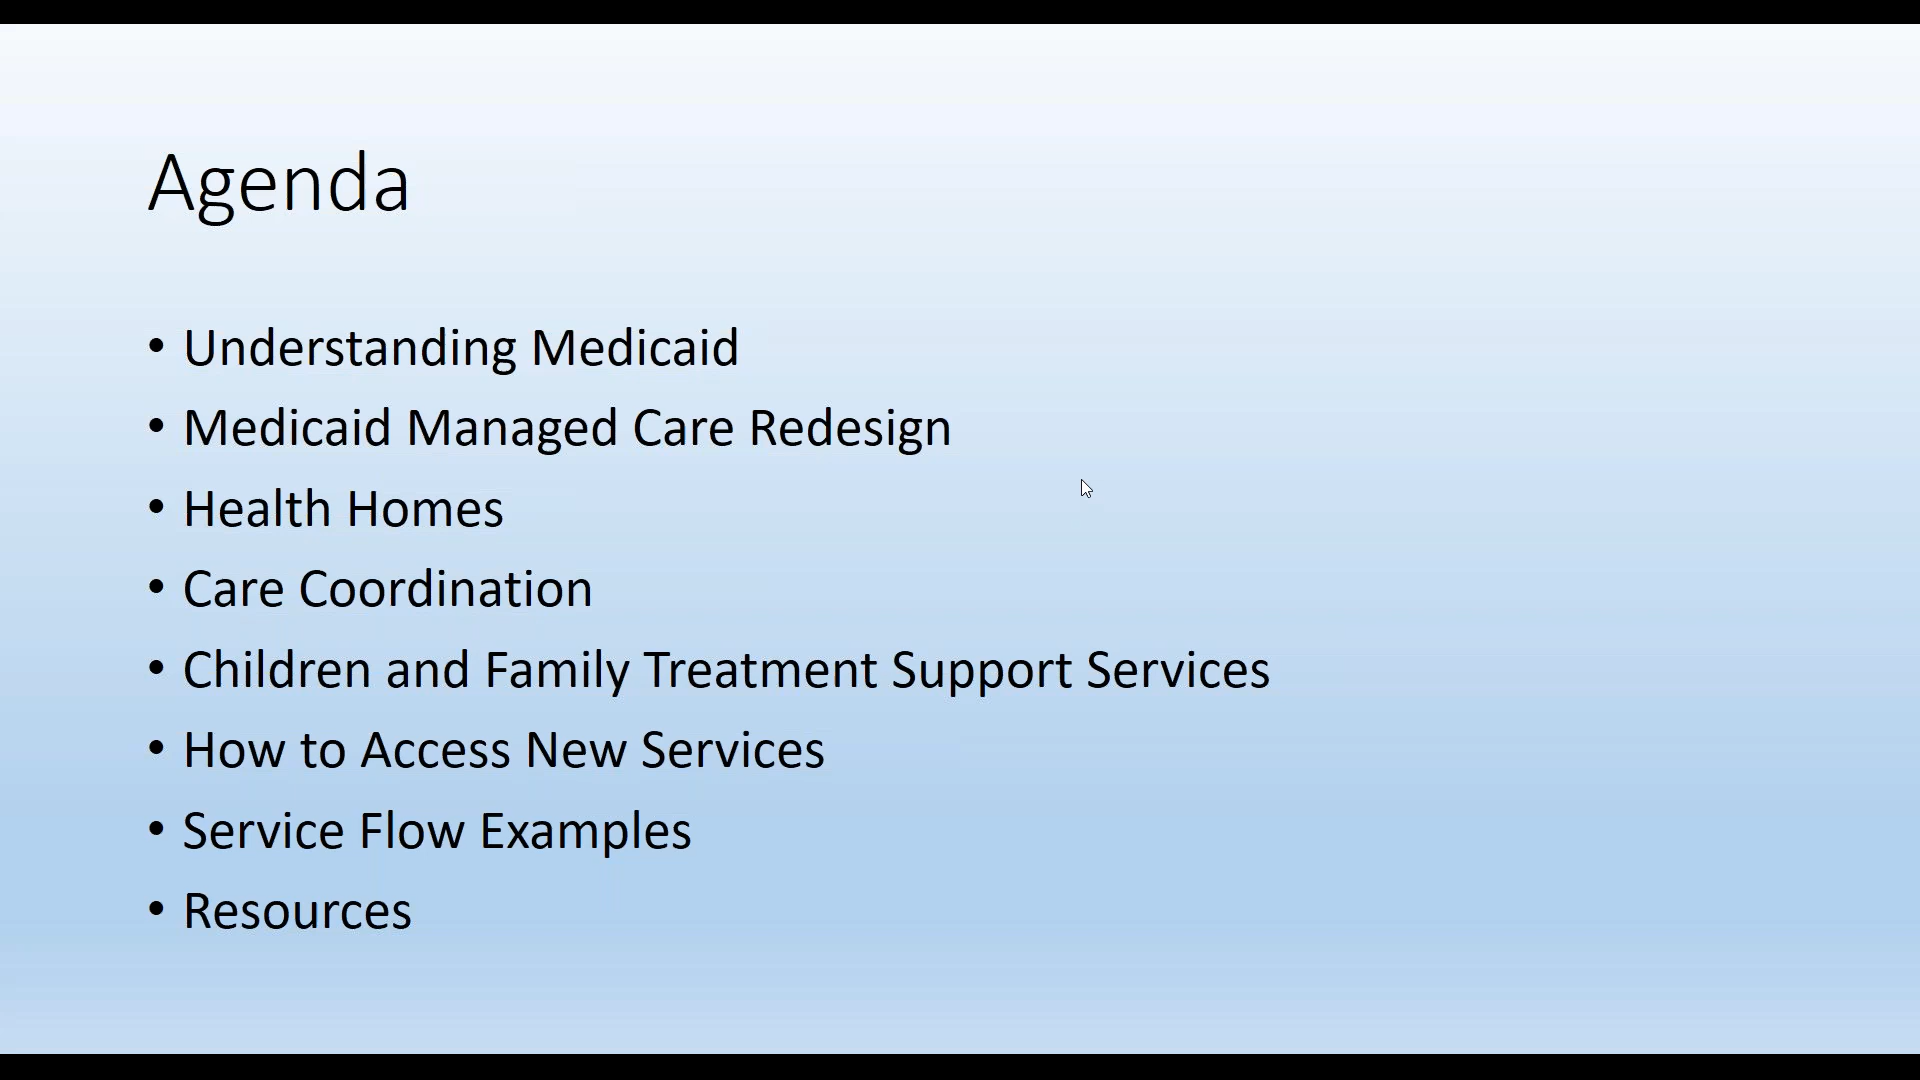 Agenda
• Understanding Medicaid
• Medicaid Managed Care Redesign
• Health Homes
• Care Coordination
• Children and Family Treatment Support Services
• How to Access New Services
• Service Flow Examples
• Resources